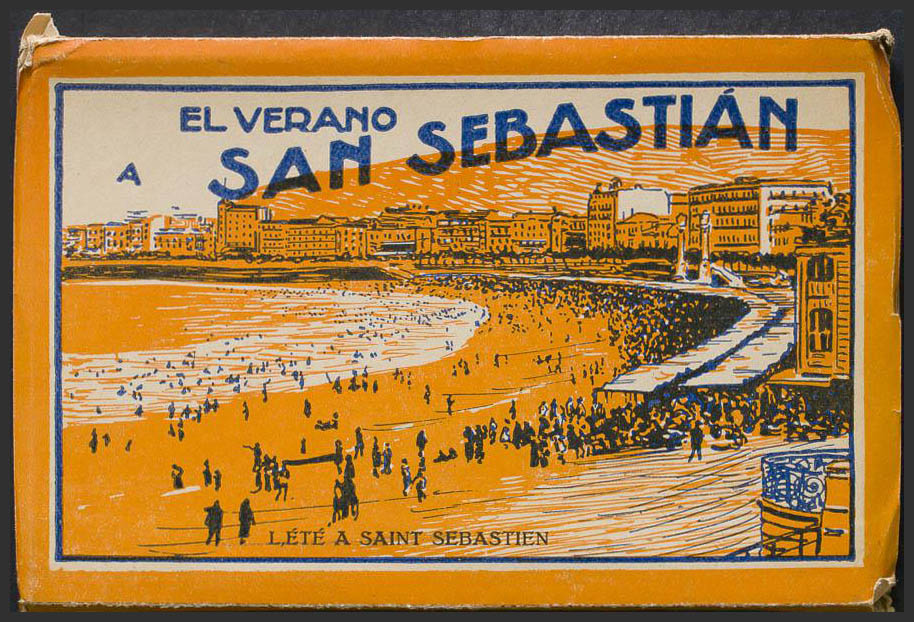 EL VERANO
A SAN SEBASTIÁN
L,ÉTÉ A SAINT SEBASTIEN